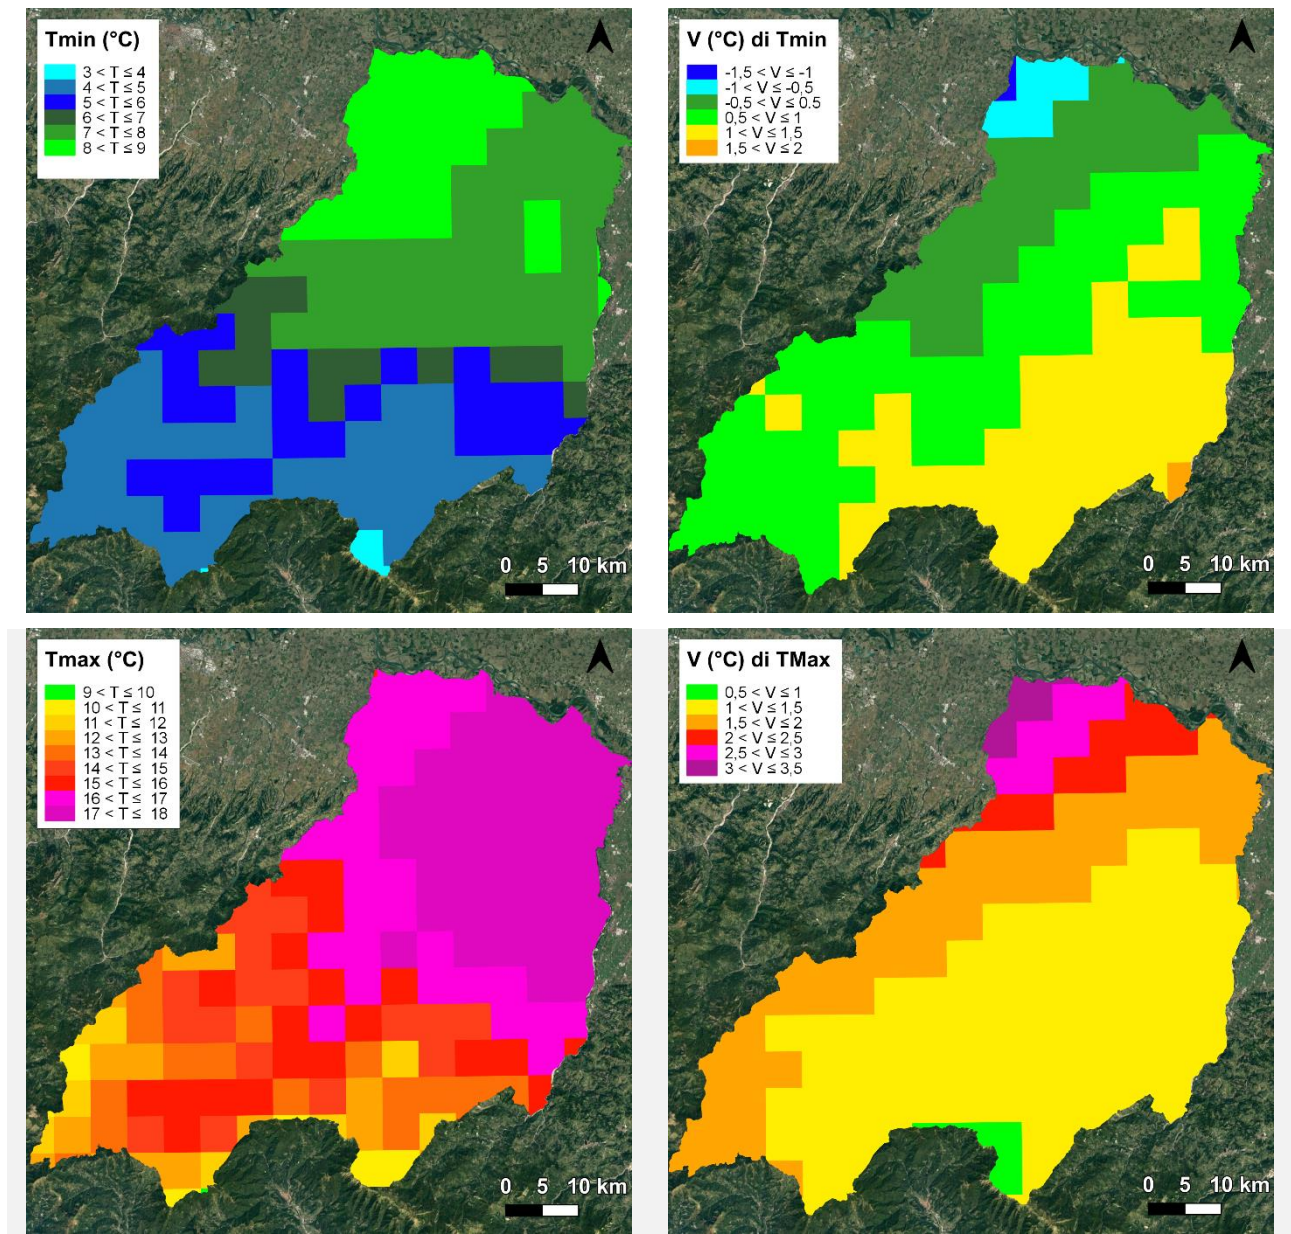 Tmin (°C)
3 < T ≤ 4
4 < T ≤ 5
5 < T ≤ 6
6 < T ≤ 7
7 < T ≤ 8
8 < T ≤ 9
0 5 10 km
V (°C) di Tmin
-1,5 < V ≤ -1
-1 < V ≤ -0,5
-0,5 < V ≤ 0.5
0,5 < V ≤ 1
1 < V ≤ 1,5
1,5 < V ≤ 2
0 5 10 km
Tmax (°C)
9 < T ≤ 10
10 < T ≤ 11
11 < T ≤ 12
12 < T ≤ 13
13 < T ≤ 14
14 < T ≤ 15
15 < T ≤ 16
16 < T ≤ 17
17 < T ≤ 18
0 5 10 km
V (°C) di TMax
0,5 < V ≤ 1
1 < V ≤ 1,5
1,5 < V ≤ 2
2 < V ≤ 2,5
2,5 < V ≤ 3
3 < V ≤ 3,5
0 5 10 km